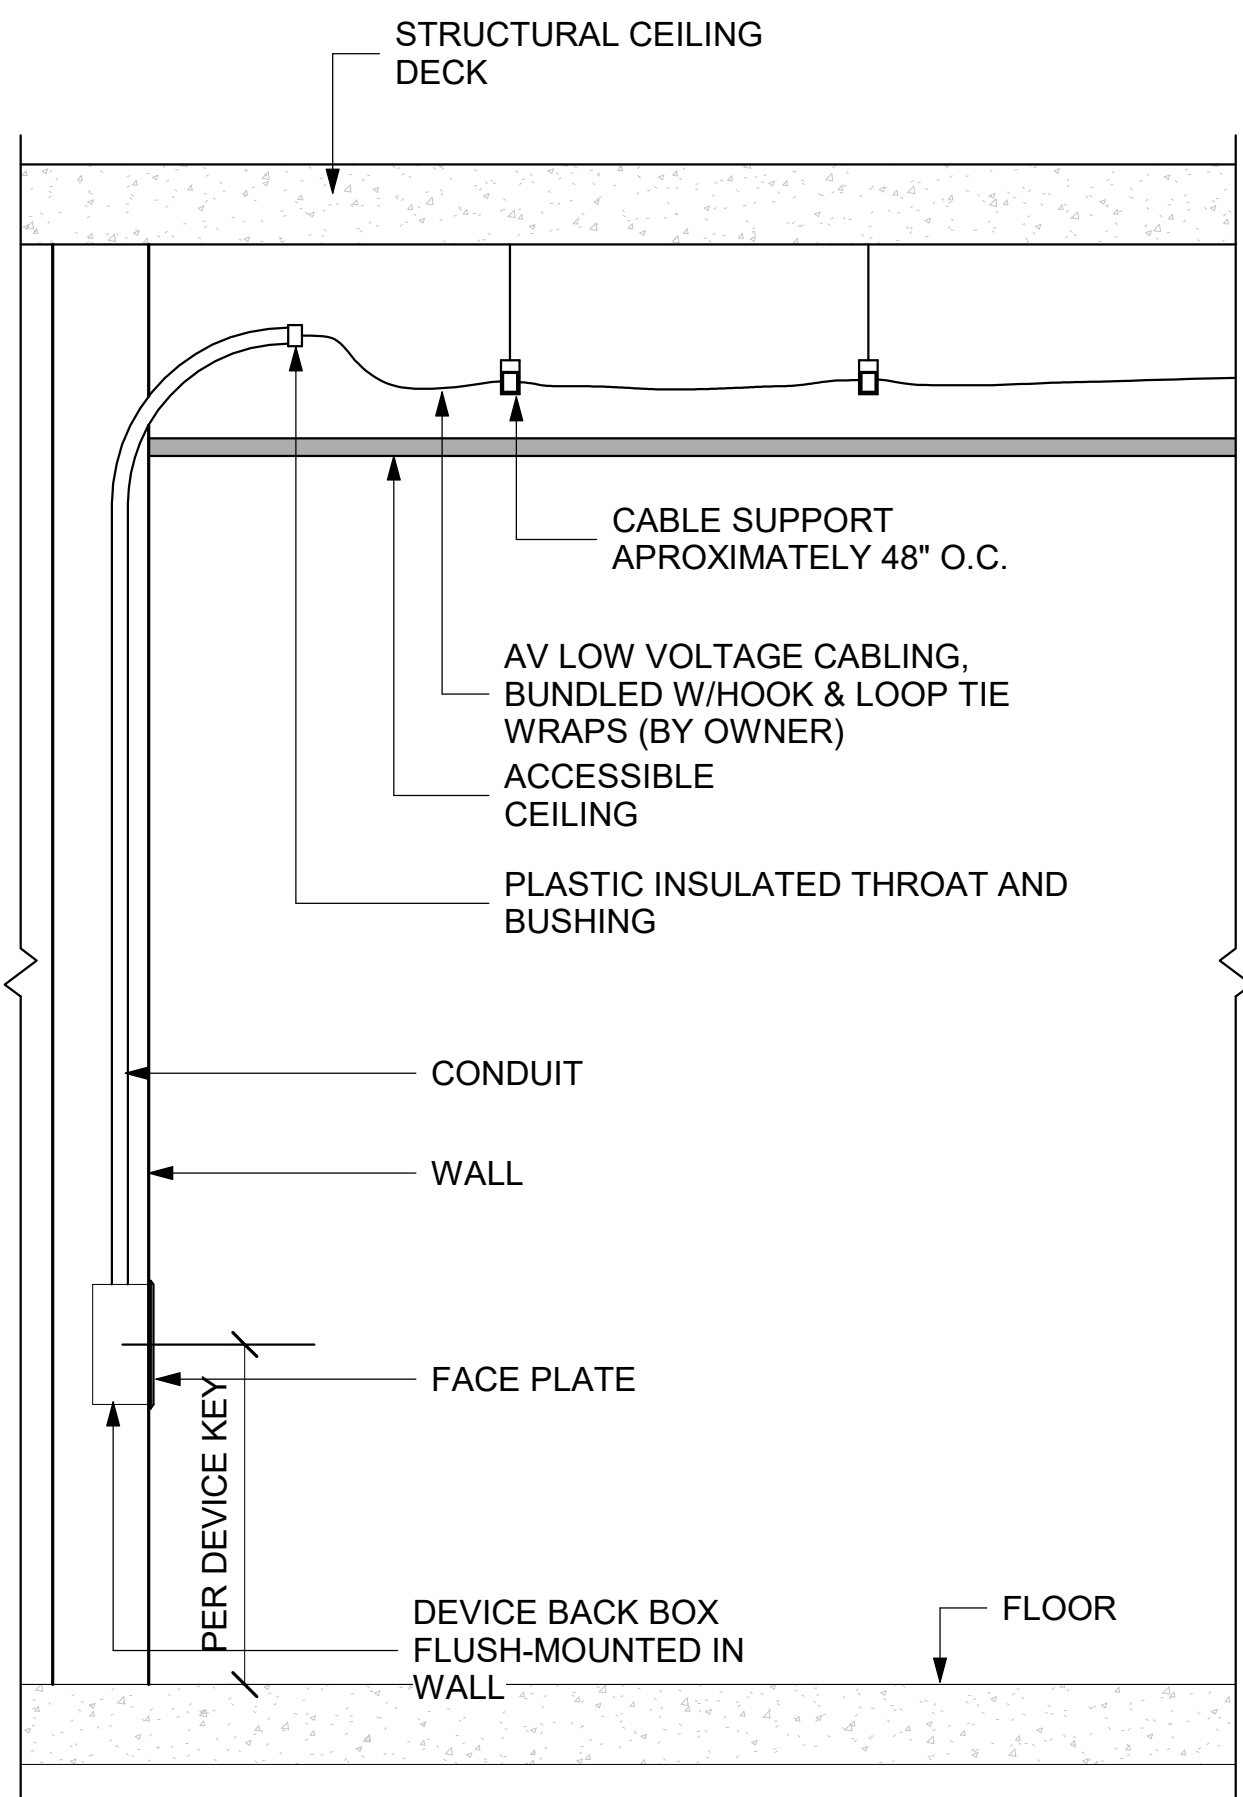 STRUCTURAL CEILING
DECK
CABLE SUPPORT
APROXIMATELY 48" O.C.
AV LOW VOLTAGE CABLING,
BUNDLED W/HOOK & LOOP TIE
WRAPS (BY OWNER)
ACCESSIBLE
CEILING
PLASTIC INSULATED THROAT AND
BUSHING
CONDUIT
WALL
FACE PLATE
PER DEVICE KEY
DEVICE BACK BOX
FLUSH-MOUNTED IN
WALL
FLOOR